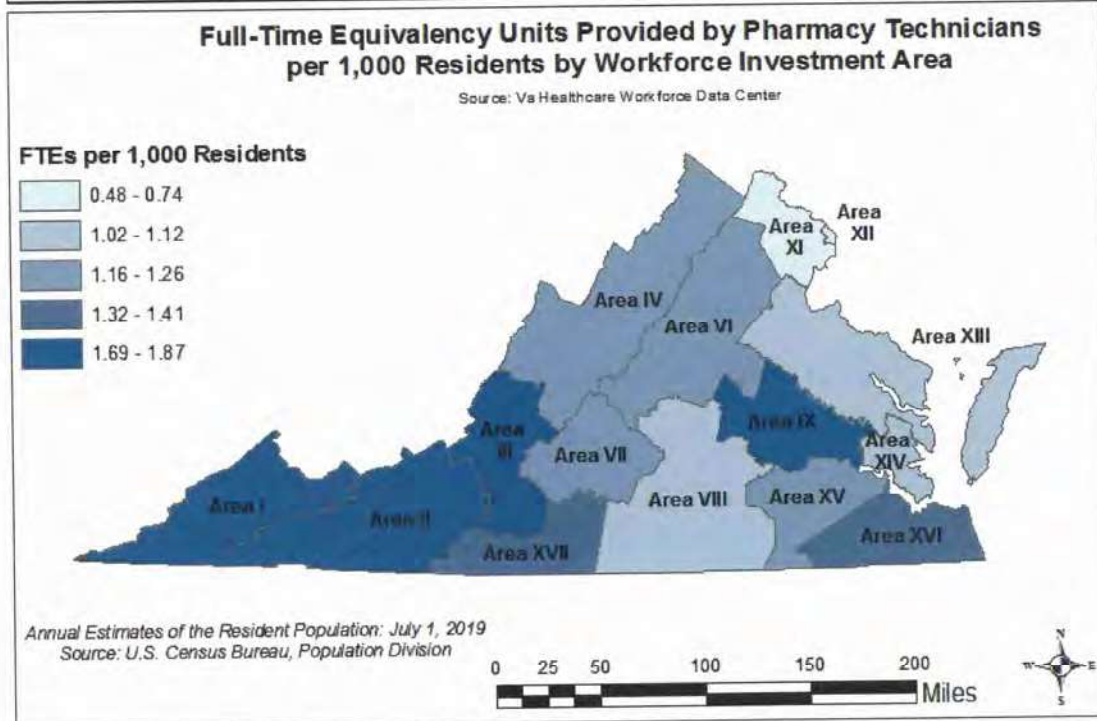 Full-Time Equivalency Units Provided by Pharmacy Technicians
per 1,000 Residents by Workforce Investment Area
Source: Va Healthcare Workforce Data Center
FTEs per 1,000 Residents
0.48 - 0.74
1.02 - 1.12
1.16 - 1.26
1.32 - 1.41
1.69 - 1.87
Area
XI
Area
XII
Area IV
Area VI
Area XIII
Area
III
Area IX
Area VII
Area
XIV
Area I
Area II
Area VIII
Area XV
Area XVII
Area XVI
Annual Estimates of the Resident Population: July 1, 2019
Source: U.S. Census Bureau, Population Division
0 25 50 100 150 200
Miles
N
W E
S